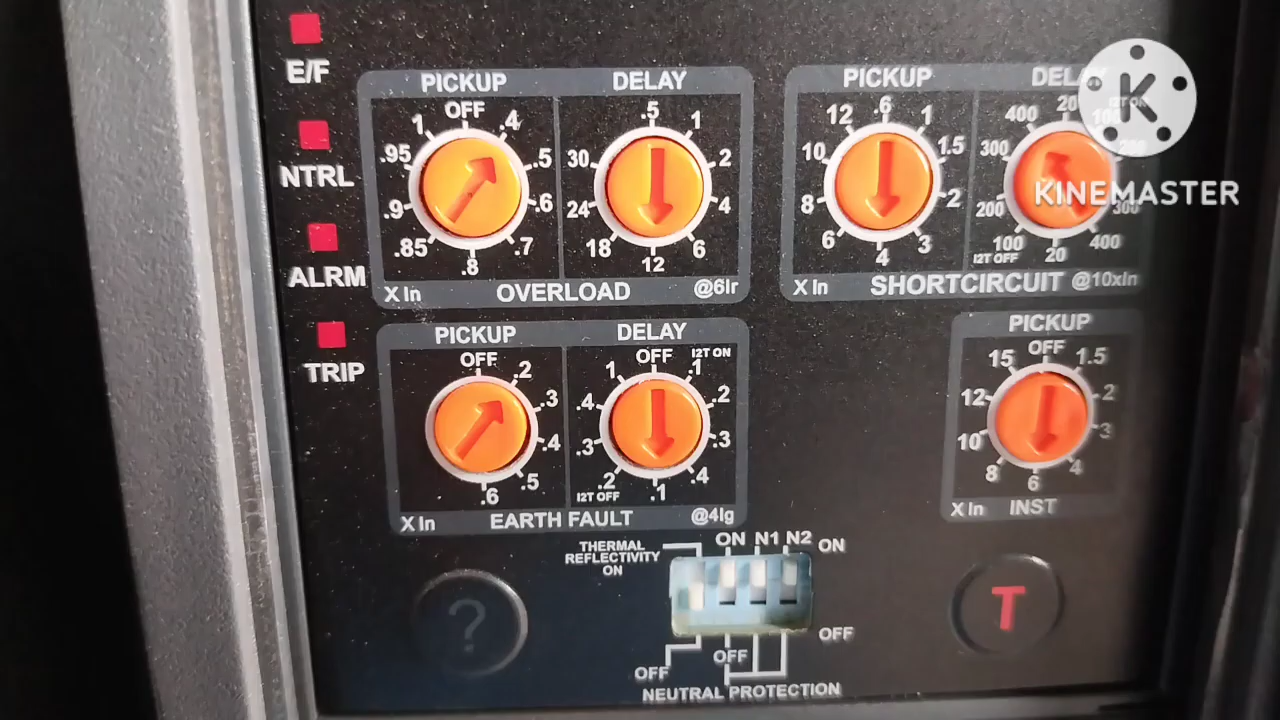 E/F
NTRL
ALRM
TRIP
PICKUP
OFF
.4
.5
.6
.7
.8
.85
.9
.95
1
X In
DELAY
.5
1
2
4
6
12
18
24
30
@6Ir
OVERLOAD
PICKUP
.6
1
1.5
2
3
4
6
8
10
12
X In
DELAY
20
400
300
200
100
I2T OFF
20
400
300
SHORTCIRCUIT
@10xIn
K
KINEMASTER
PICKUP
OFF
.2
.3
.4
.5
.6
X In
DELAY
OFF
I2T ON
.1
.2
.3
.4
.1
.2
.3
.4
1
I2T OFF
@4Ig
EARTH FAULT
PICKUP
OFF
1.5
2
3
4
6
8
10
12
15
X In
INST
THERMAL
REFLECTIVITY
ON
ON N1 N2 ON
OFF
OFF
OFF
NEUTRAL PROTECTION
?
T